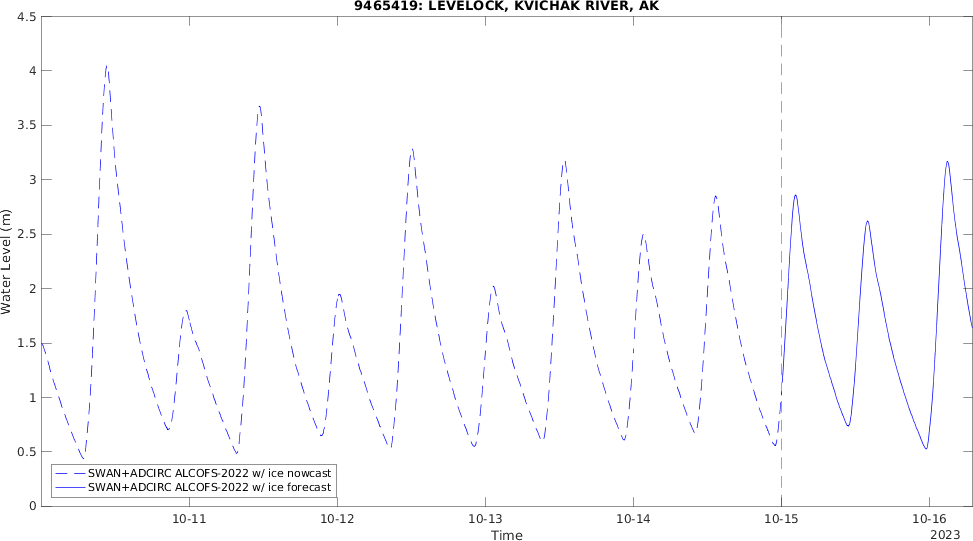 9465419: LEVELOCK, KVICHAK RIVER, AK
4.5
4
3.5
3
2.5
2
1.5
1
0.5
0
Water Level (m)
SWAN+ADCIRC ALCOFS-2022 w/ ice nowcast
SWAN+ADCIRC ALCOFS-2022 w/ ice forecast
10-11 10-12 10-13 10-14 10-15 10-16
Time
2023